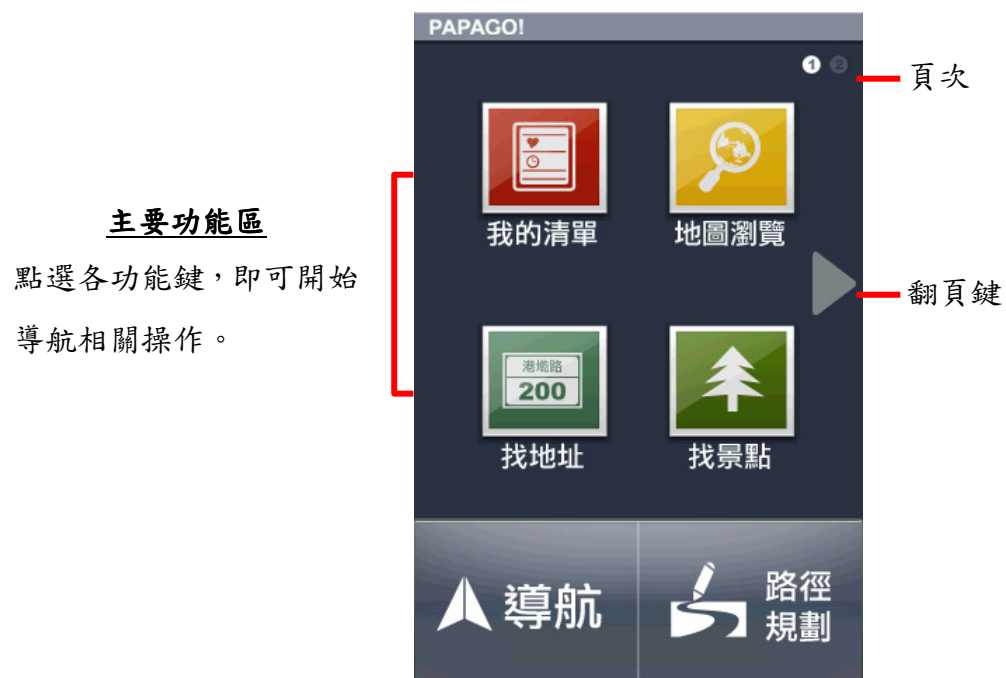 PAPAGO!
1 2
頁次
我的清單
地圖瀏覽
主要功能區
點選各功能鍵，即可開始
導航相關操作。
翻頁鍵
港墘路
200
找地址
找景點
導航
路徑
規劃